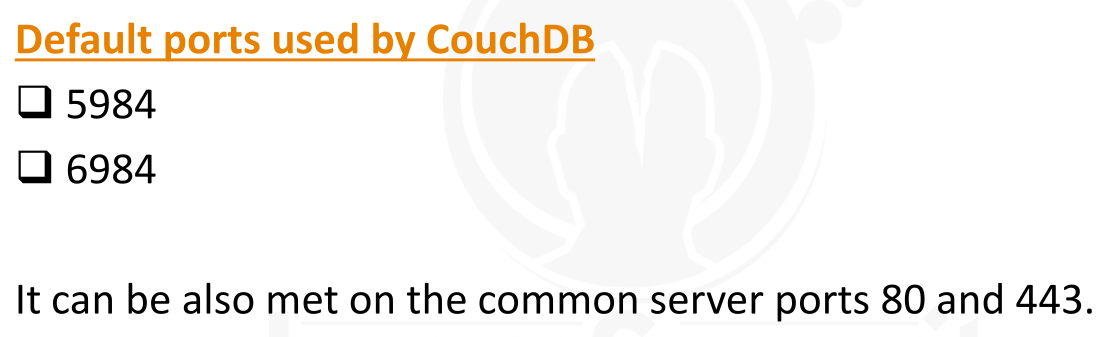 Default ports used by CouchDB
❑ 5984
❑ 6984
It can be also met on the common server ports 80 and 443.